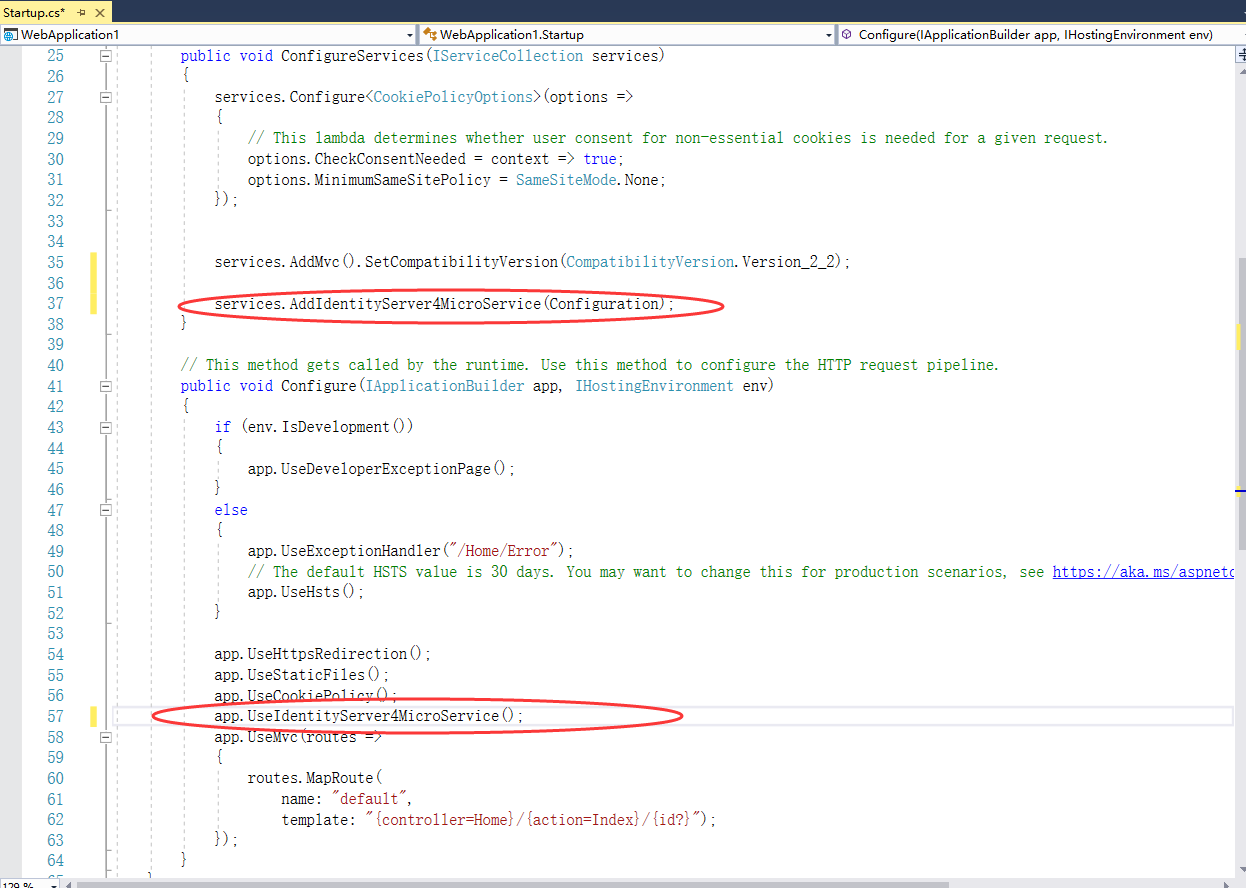 Startup.cs*
WebApplication1 WebApplication1.Startup Configure(IApplicationBuilder app, IHostingEnvironment env)
25 public void ConfigureServices(IServiceCollection services)
26 {
27 services.Configure<CookiePolicyOptions>(options =>
28 {
29 // This lambda determines whether user consent for non-essential cookies is needed for a given request.
30 options.CheckConsentNeeded = context => true;
31 options.MinimumSameSitePolicy = SameSiteMode.None;
32 });
33
34
35 services.AddMvc().SetCompatibilityVersion(CompatibilityVersion.Version_2_2);
36
37 services.AddIdentityServer4MicroService(Configuration);
38 }
39
40 // This method gets called by the runtime. Use this method to configure the HTTP request pipeline.
41 public void Configure(IApplicationBuilder app, IHostingEnvironment env)
42 {
43 if (env.IsDevelopment())
44 {
45 app.UseDeveloperExceptionPage();
46 }
47 else
48 {
49 app.UseExceptionHandler("/Home/Error");
50 // The default HSTS value is 30 days. You may want to change this for production scenarios, see https://aka.ms/aspnetc
51 app.UseHsts();
52 }
53
54 app.UseHttpsRedirection();
55 app.UseStaticFiles();
56 app.UseCookiePolicy();
57 app.UseIdentityServer4MicroService();
58 app.UseMvc(routes =>
59 {
60 routes.MapRoute(
61 name: "default",
62 template: "{controller=Home}/{action=Index}/{id?}");
63 });
64 }
129 %